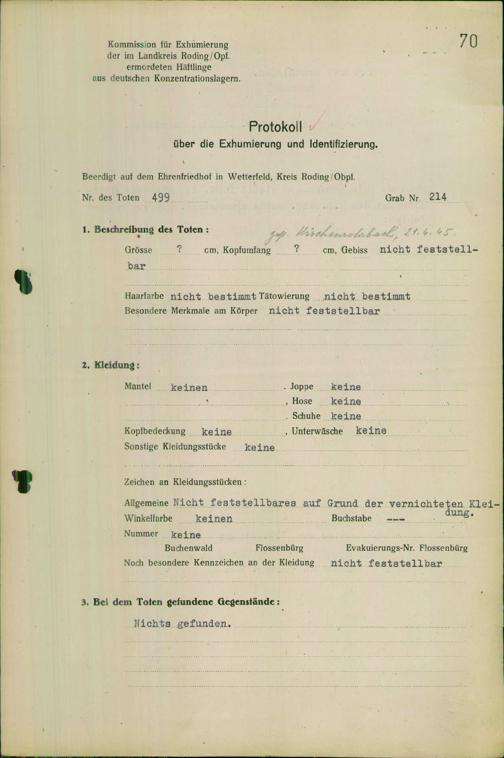 70
Kommission für Exhumierung
der im Landkreis Roding/Opf.
ermordeten Häftlinge
aus deutschen Konzentrationslagern.
Protokoll
über die Exhumierung und Identifizierung.
Beerdigt auf dem Ehrenfriedhof in Wetterfeld, Kreis Roding/Obpf.
Nr. des Toten 499 Grab Nr. 214
1. Beschreibung des Toten: 21.4.45
Grösse ? cm, Kopfumfang ? cm, Gebiss nicht feststell-
bar
Haarfarbe nicht bestimmt Tätowierung nicht bestimmt
Besondere Merkmale am Körper nicht feststellbar
2. Kleidung:
Mantel keinen . Joppe keine
, Hose keine
. Schuhe keine
Kopfbedeckung keine , Unterwäsche keine
Sonstige Kleidungsstücke keine
Zeichen an Kleidungsstücken:
Allgemeine Nicht feststellbares auf Grund der vernichteten Klei-
dung.
Winkelfarbe keinen Buchstabe ---
Nummer keine
Buchenwald Flossenbürg Evakuierungs-Nr. Flossenbürg
Noch besondere Kennzeichen an der Kleidung nicht feststellbar
3. Bei dem Toten gefundene Gegenstände:
Nichts gefunden.